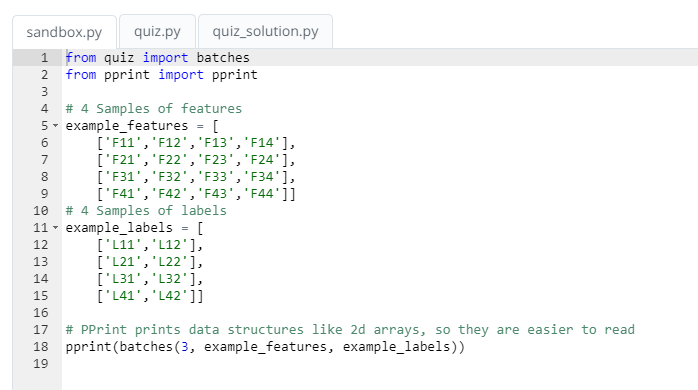 sandbox.py quiz.py quiz_solution.py
1 from quiz import batches
2 from pprint import pprint
3
4 # 4 Samples of features
5 example_features = [
6     ['F11','F12','F13','F14'],
7     ['F21','F22','F23','F24'],
8     ['F31','F32','F33','F34'],
9     ['F41','F42','F43','F44']]
10 # 4 Samples of labels
11 example_labels = [
12     ['L11','L12'],
13     ['L21','L22'],
14     ['L31','L32'],
15     ['L41','L42']]
16
17 # PPrint prints data structures like 2d arrays, so they are easier to read
18 pprint(batches(3, example_features, example_labels))
19